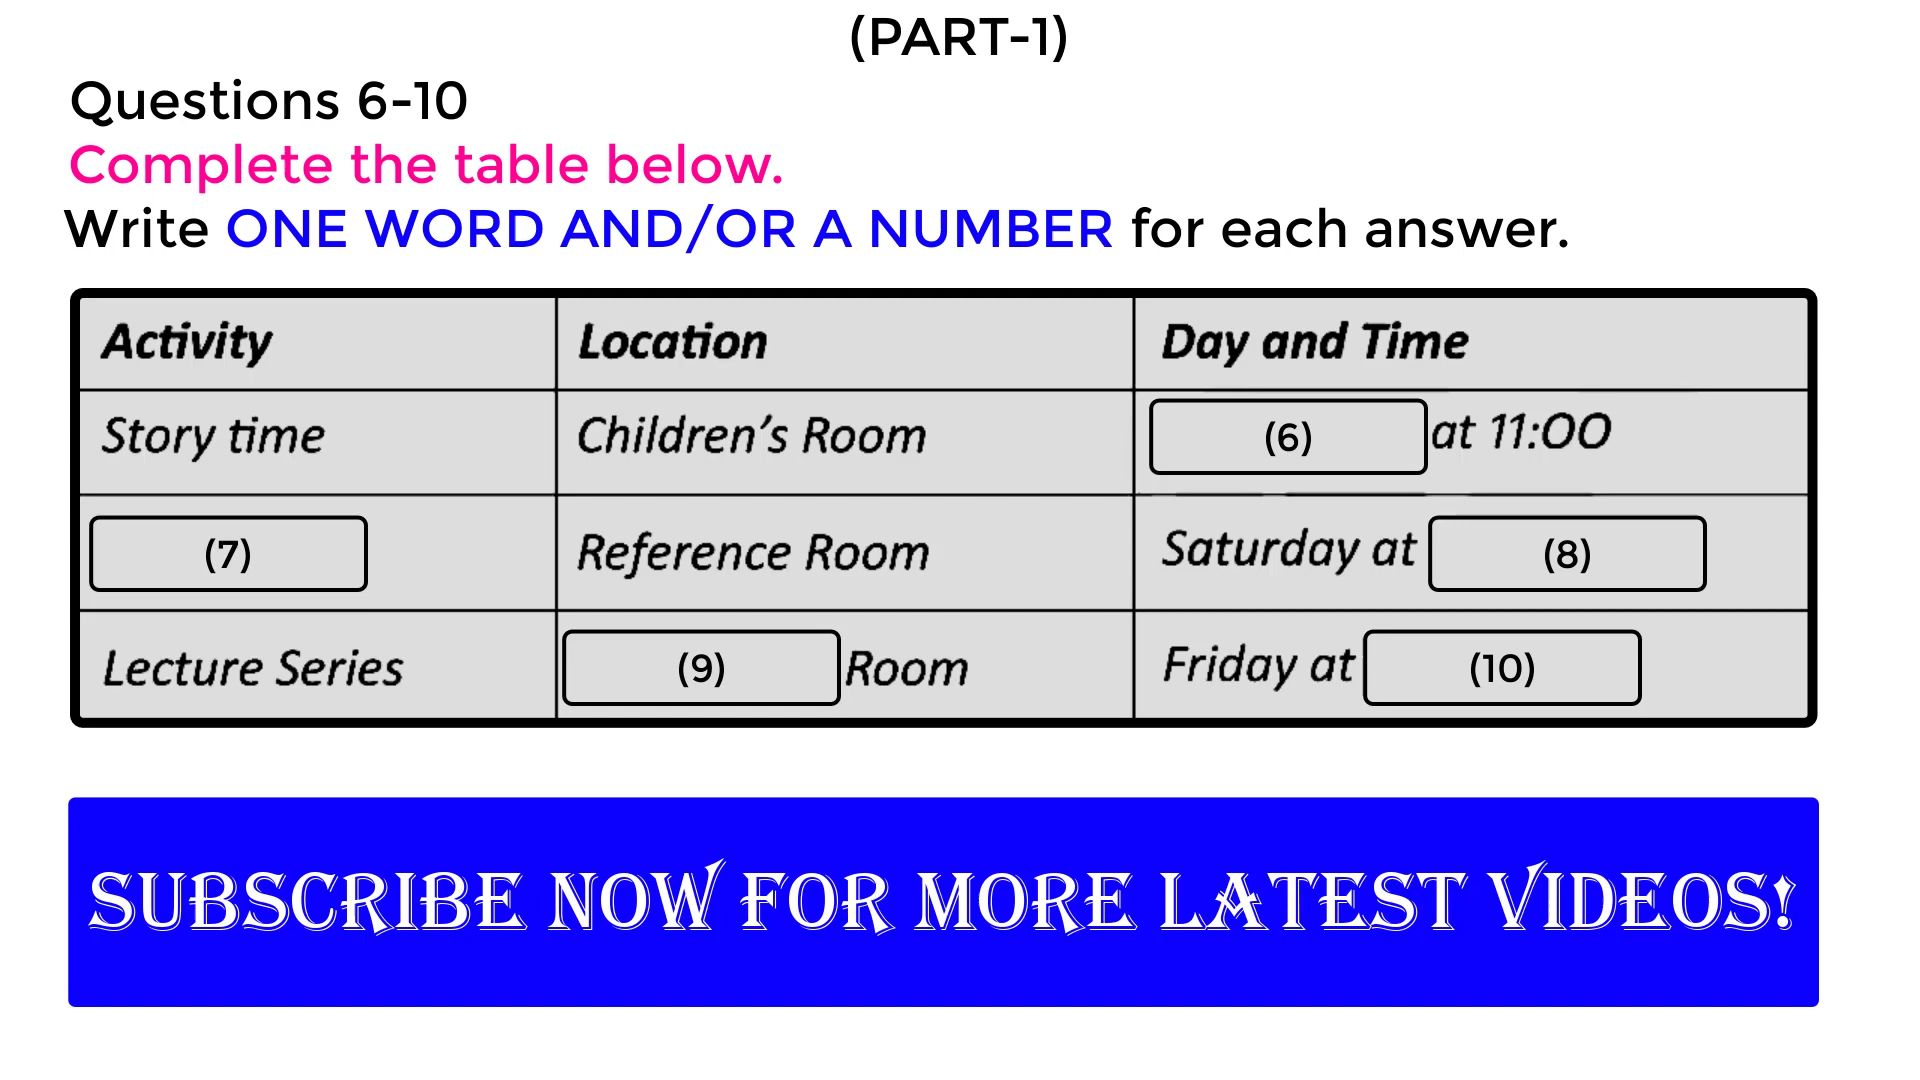 (PART-1)
Questions 6-10
Complete the table below.
Write ONE WORD AND/OR A NUMBER for each answer.
Activity Location Day and Time
Story time Children's Room (6) at 11:00
(7) Reference Room Saturday at (8)
Lecture Series (9) Room Friday at (10)
SUBSCRIBE NOW FOR MORE LATEST VIDEOS!